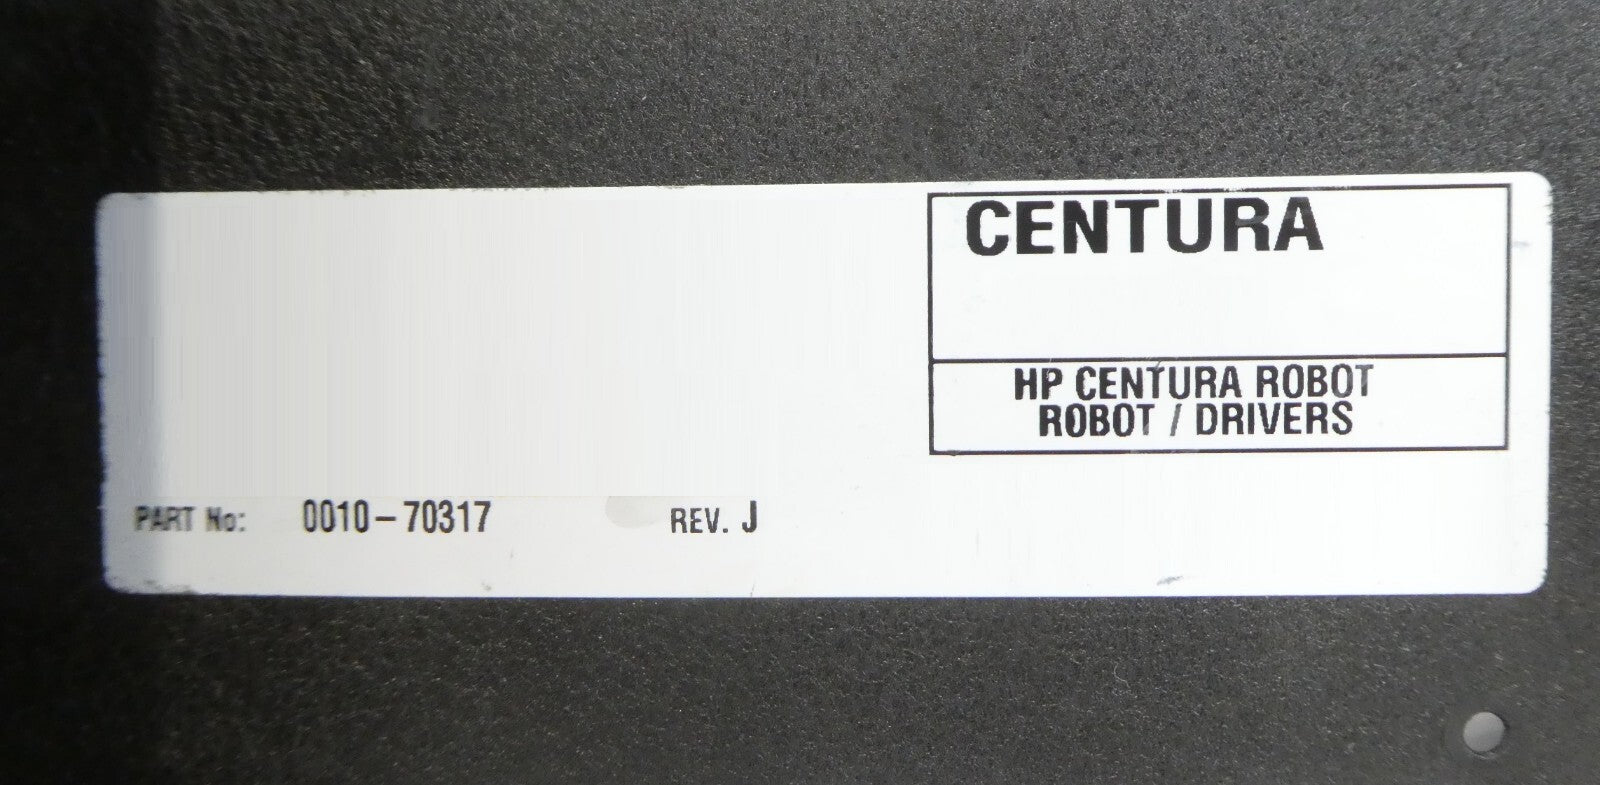 CENTURA
HP CENTURA ROBOT
ROBOT / DRIVERS
PART No: 0010-70317 REV. J